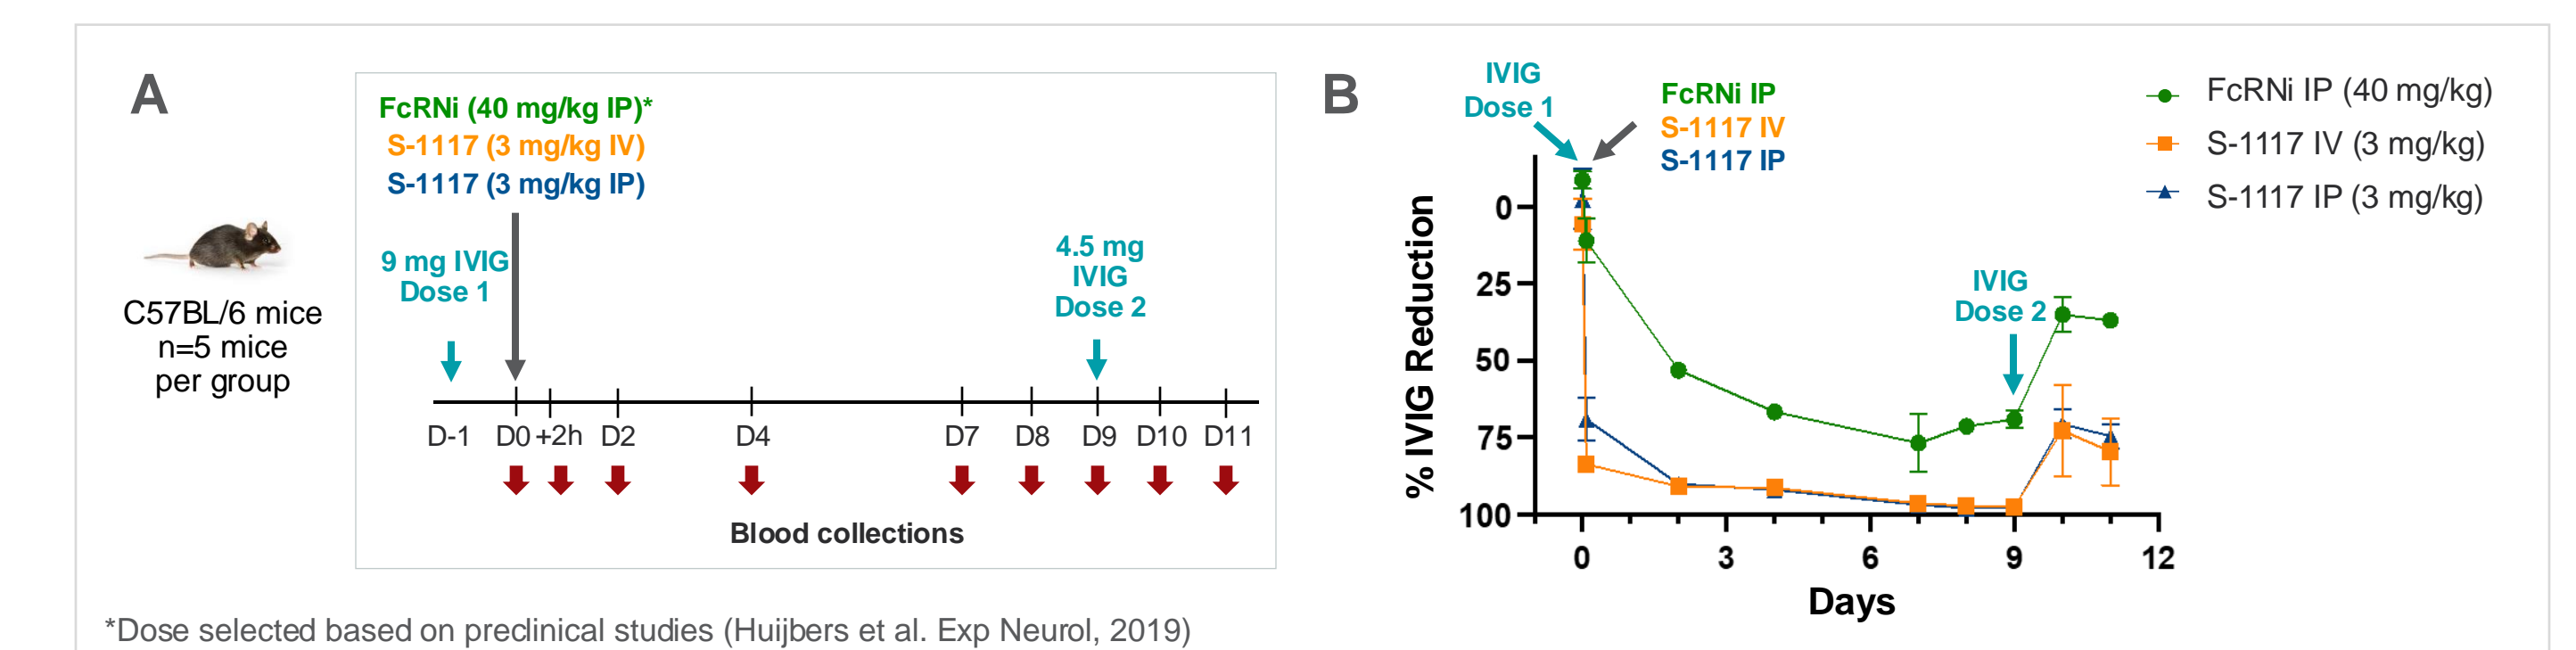 A
FcRNi (40 mg/kg IP)*
S-1117 (3 mg/kg IV)
S-1117 (3 mg/kg IP)
9 mg IVIG
Dose 1
4.5 mg
IVIG
Dose 2
C57BL/6 mice
n=5 mice
per group
D-1 D0 +2h D2 D4 D7 D8 D9 D10 D11
Blood collections
*Dose selected based on preclinical studies (Huijbers et al. Exp Neurol, 2019)
B
IVIG
Dose 1
FcRNi IP
S-1117 IV
S-1117 IP
IVIG
Dose 2
% IVIG Reduction
0
25
50
75
100
0 3 6 9 12
Days
FcRNi IP (40 mg/kg)
S-1117 IV (3 mg/kg)
S-1117 IP (3 mg/kg)